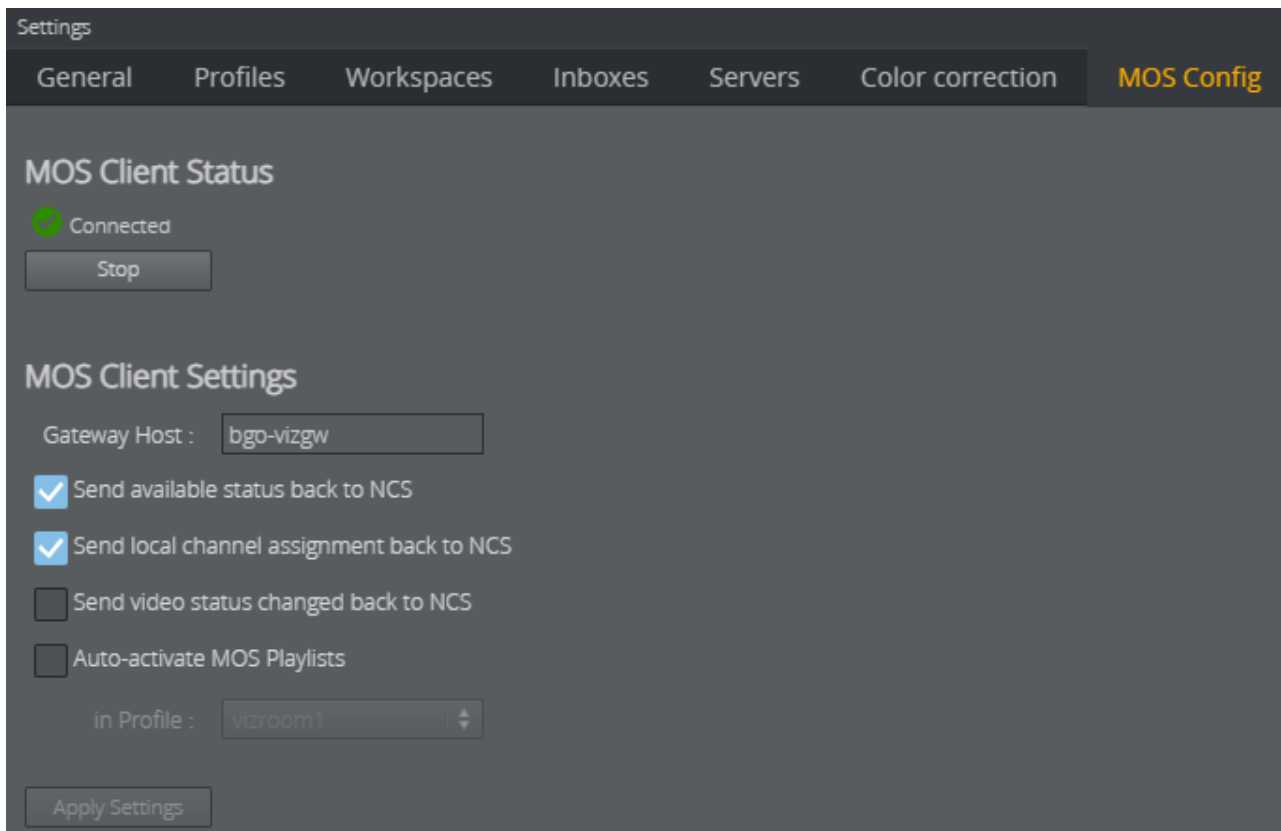 Settings
General Profiles Workspaces Inboxes Servers Color correction MOS Config
MOS Client Status
Connected
Stop
MOS Client Settings
Gateway Host : bgo-vizgw
Send available status back to NCS
Send local channel assignment back to NCS
Send video status changed back to NCS
Auto-activate MOS Playlists
in Profile : vizroom1
Apply Settings